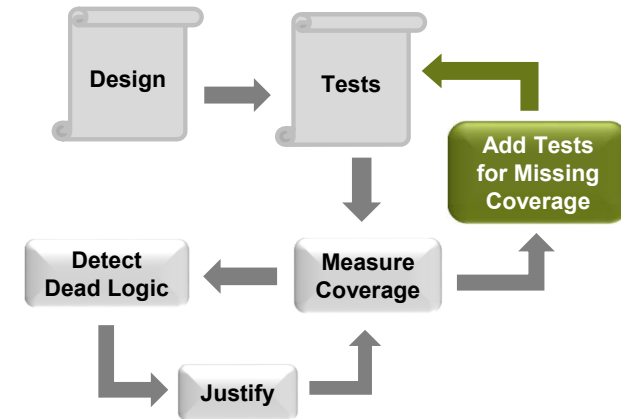 Design
Tests
Add Tests
for Missing
Coverage
Detect
Dead Logic
Measure
Coverage
Justify